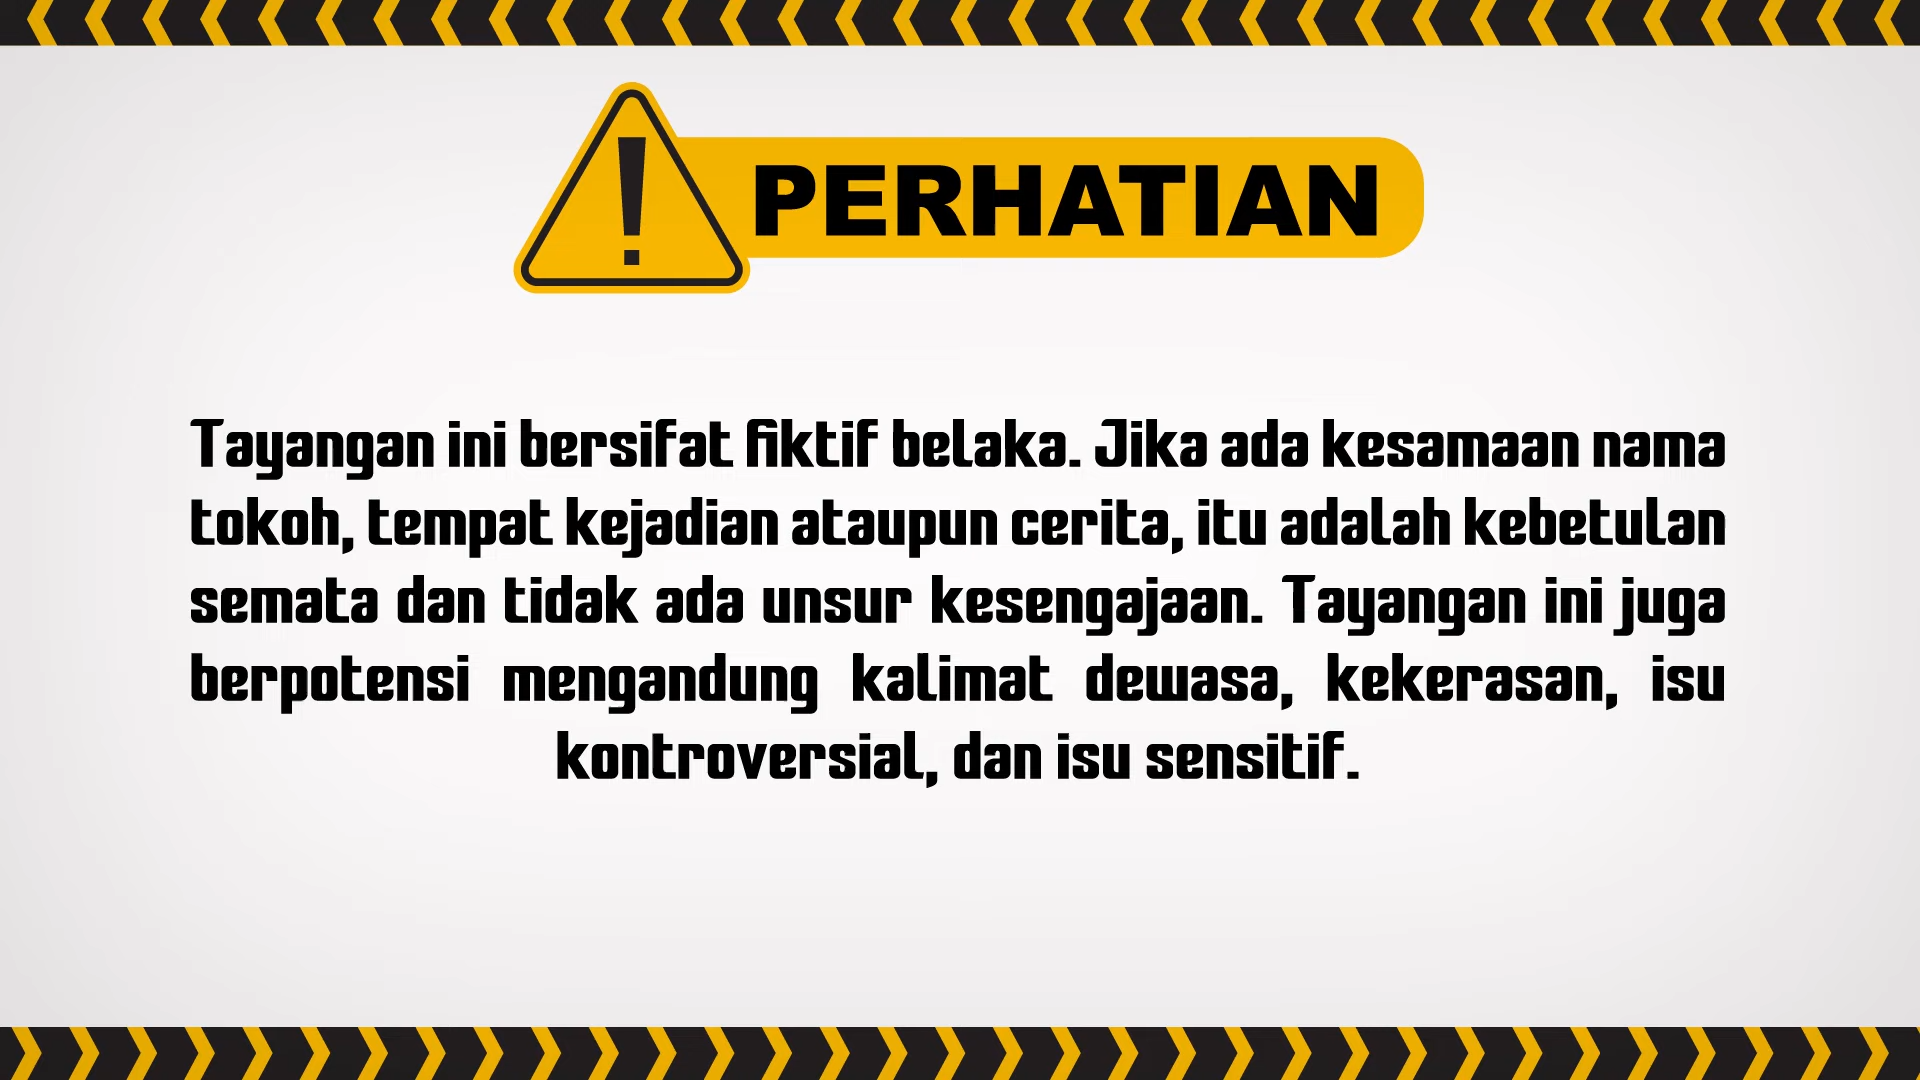 PERHATIAN
Tayangan ini bersifat fiktif belaka. Jika ada kesamaan nama
tokoh, tempat kejadian ataupun cerita, itu adalah kebetulan
semata dan tidak ada unsur kesengajaan. Tayangan ini juga
berpotensi mengandung kalimat dewasa, kekerasan, isu
kontroversial, dan isu sensitif.